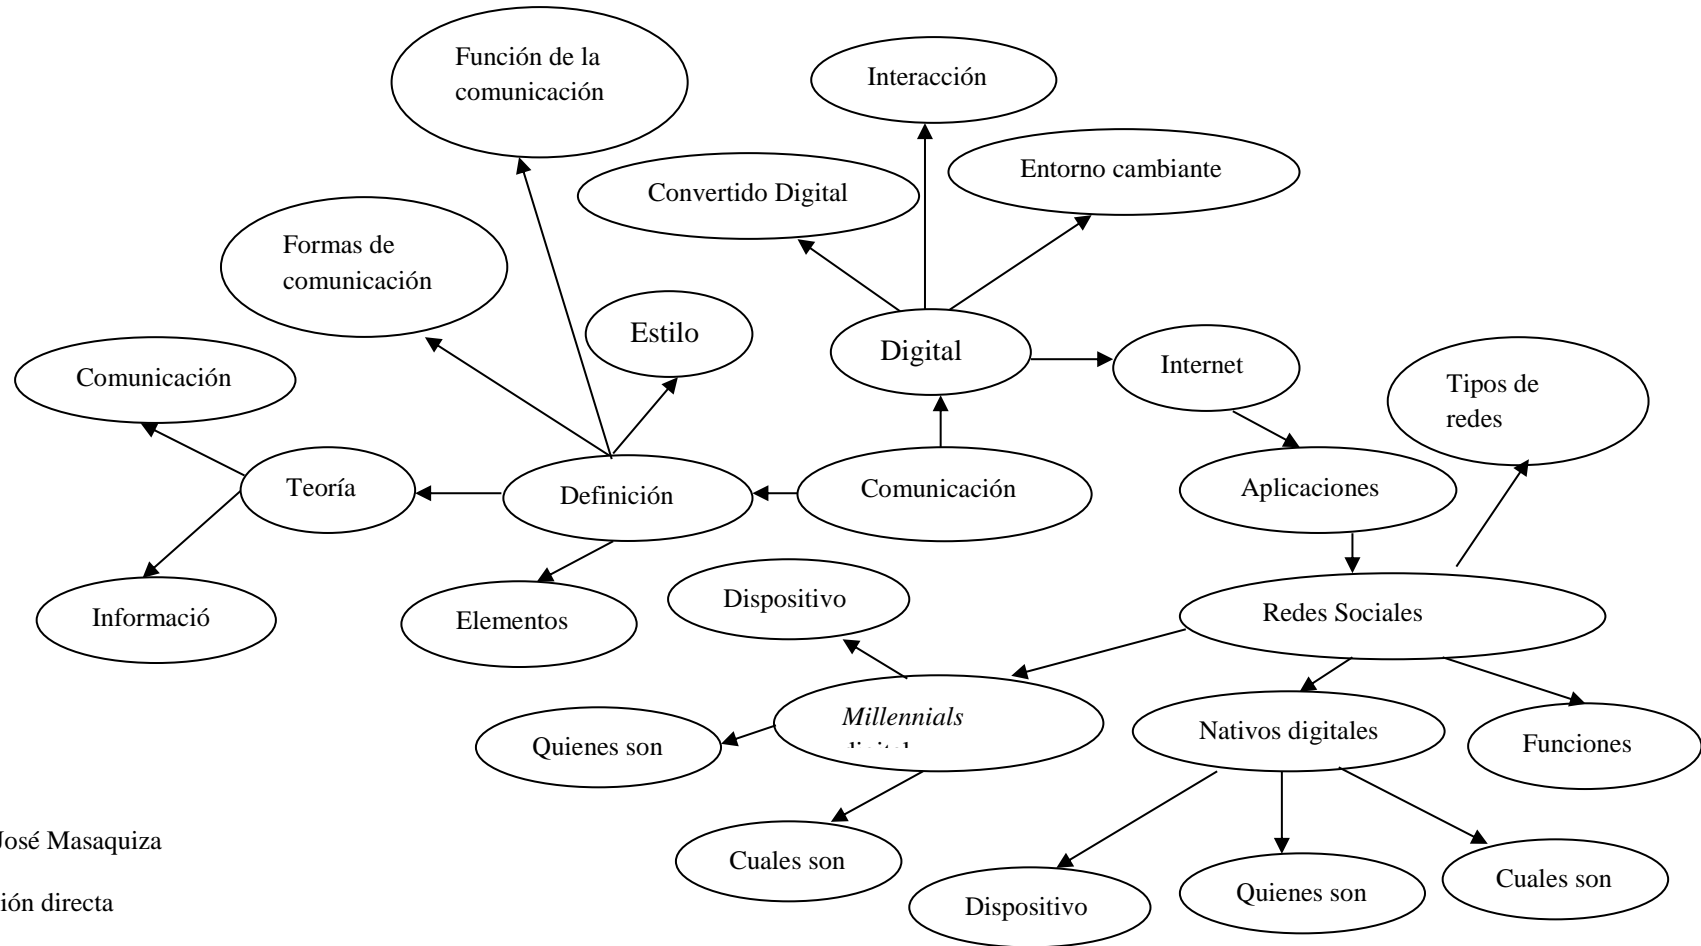 Función de la
comunicación
Interacción
Entorno cambiante
Convertido Digital
Formas de
comunicación
Estilo
Digital
Internet
Comunicación
Tipos de
redes
Teoría
Definición
Comunicación
Aplicaciones
Informació
Elementos
Dispositivo
Redes Sociales
Millennials
Quienes son
Nativos digitales
Funciones
José Masaquiza
Cuales son
Dispositivo
Quienes son
Cuales son
ión directa